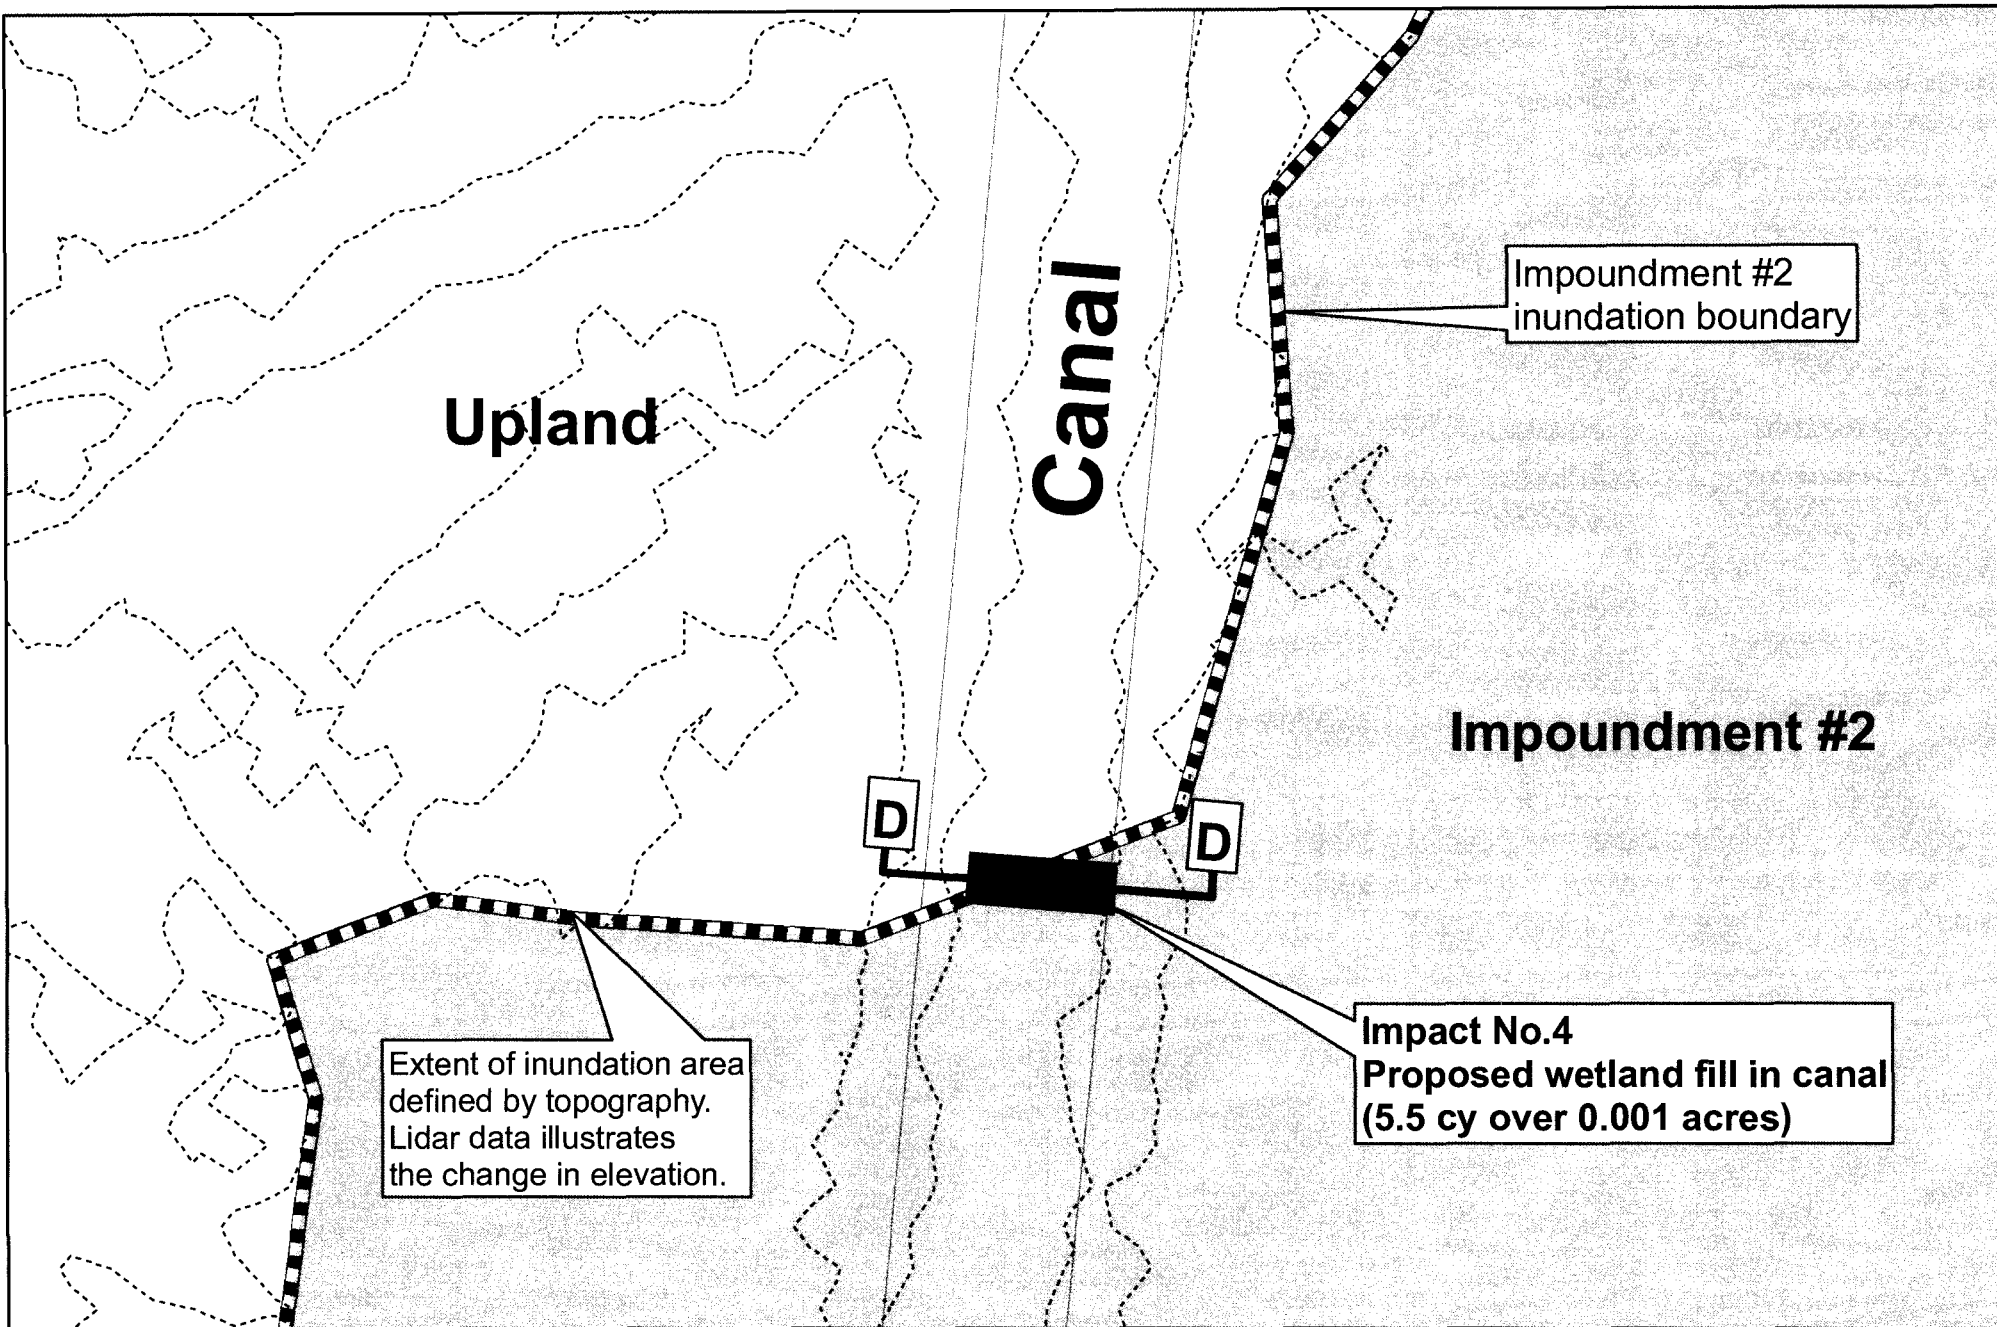 Impoundment #2
inundation boundary
Canal
Upland
Impoundment #2
D
D
Impact No.4
Proposed wetland fill in canal
(5.5 cy over 0.001 acres)
Extent of inundation area
defined by topography.
Lidar data illustrates
the change in elevation.